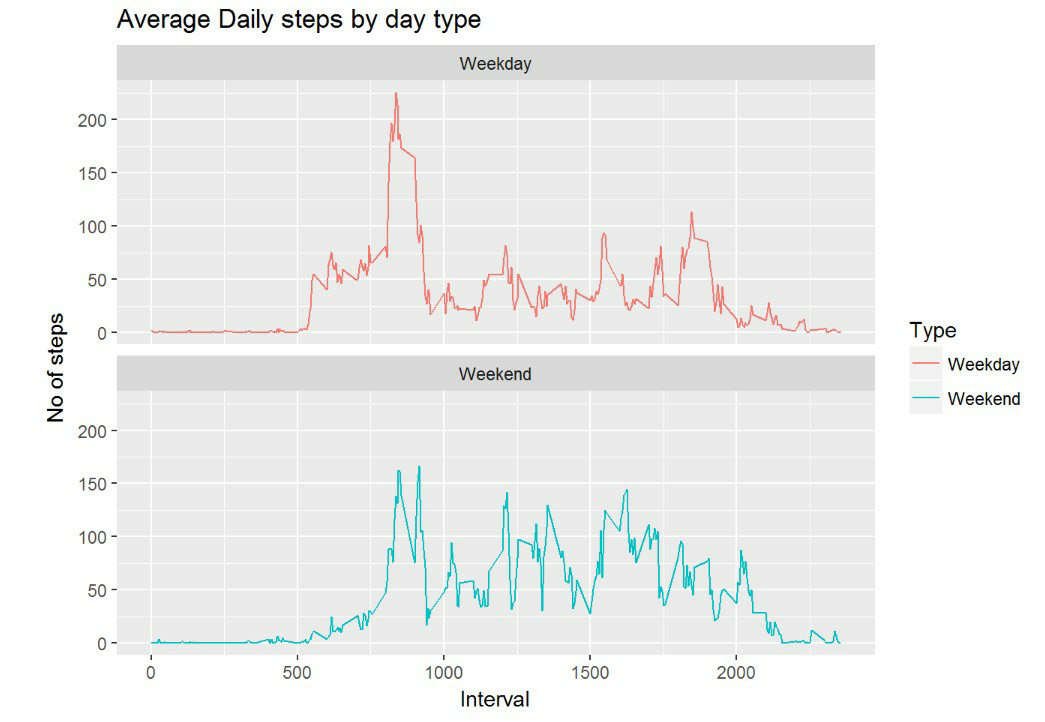 Average Daily steps by day type
Weekday
200
150
100
50
0
Weekend
200
150
100
50
0
0 500 1000 1500 2000
Interval
No of steps
Type
Weekday
Weekend